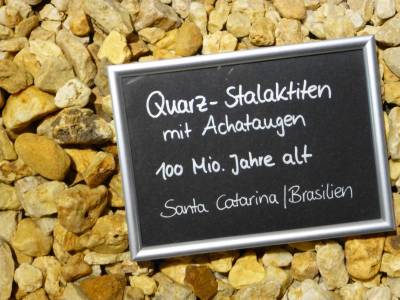 Quarz-Stalaktiten
mit Achataugen
100 Mio. Jahre alt
Santa Catarina/Brasilien